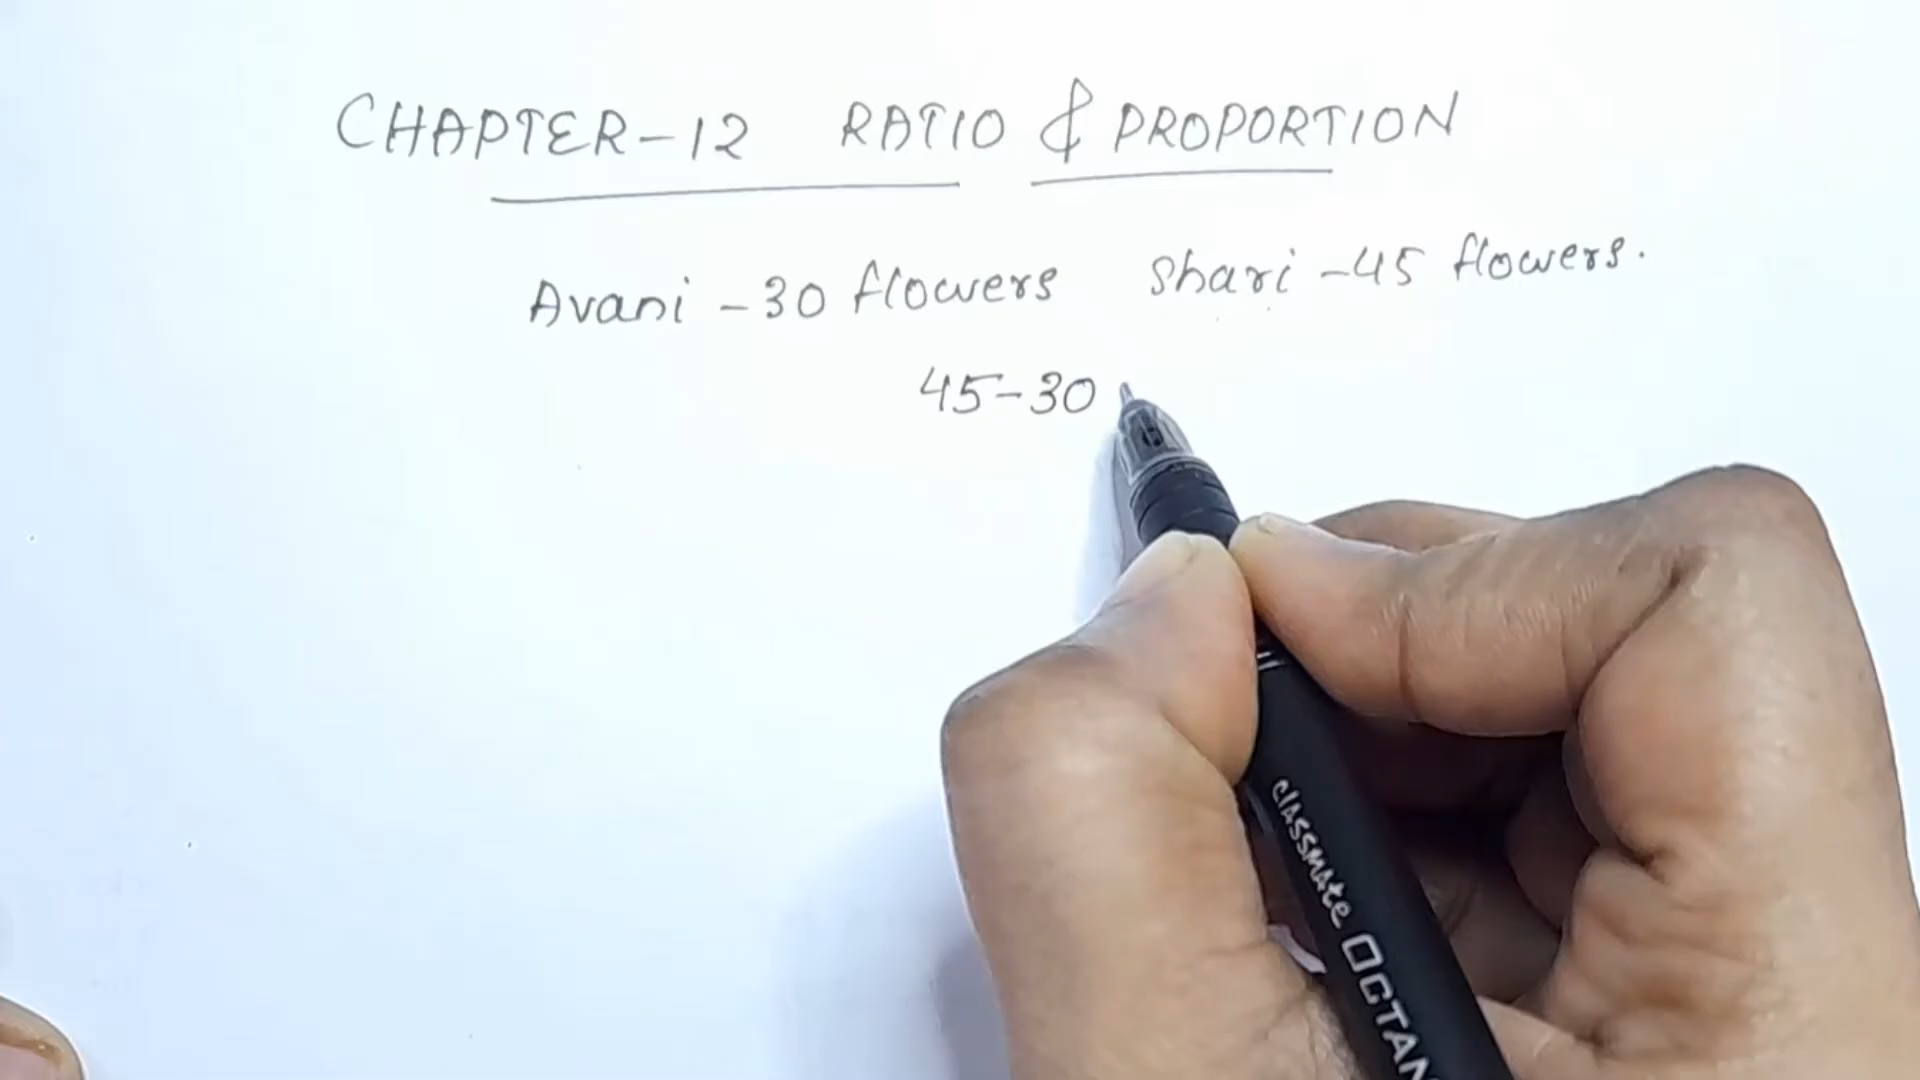 CHAPTER-12 RATIO & PROPORTION
Avani - 30 flowers Shari - 45 flowers.
45-30
classmate OCTAN